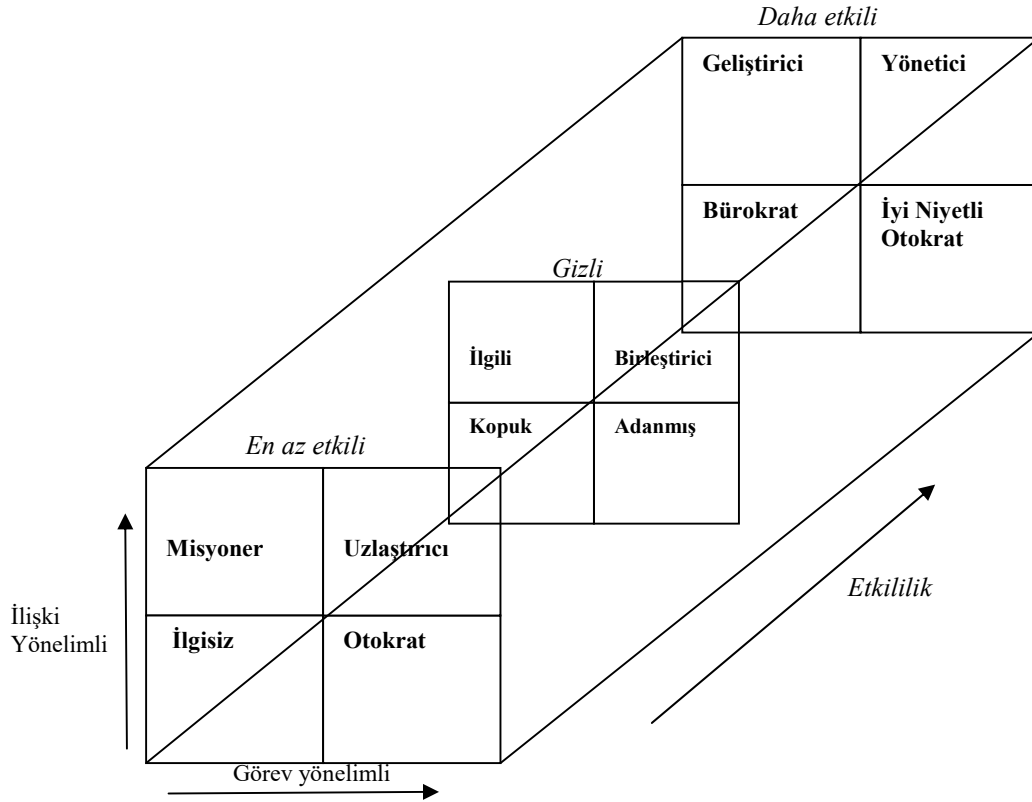 Daha etkili
Geliştirici
Yönetici
Bürokrat
İyi Niyetli
Otokrat
Gizli
İlgili
Birleştirici
Kopuk
Adanmış
En az etkili
Misyoner
Uzlaştırıcı
Etkililik
İlişki
Yönelimli
İlgisiz
Otokrat
Görev yönelimli